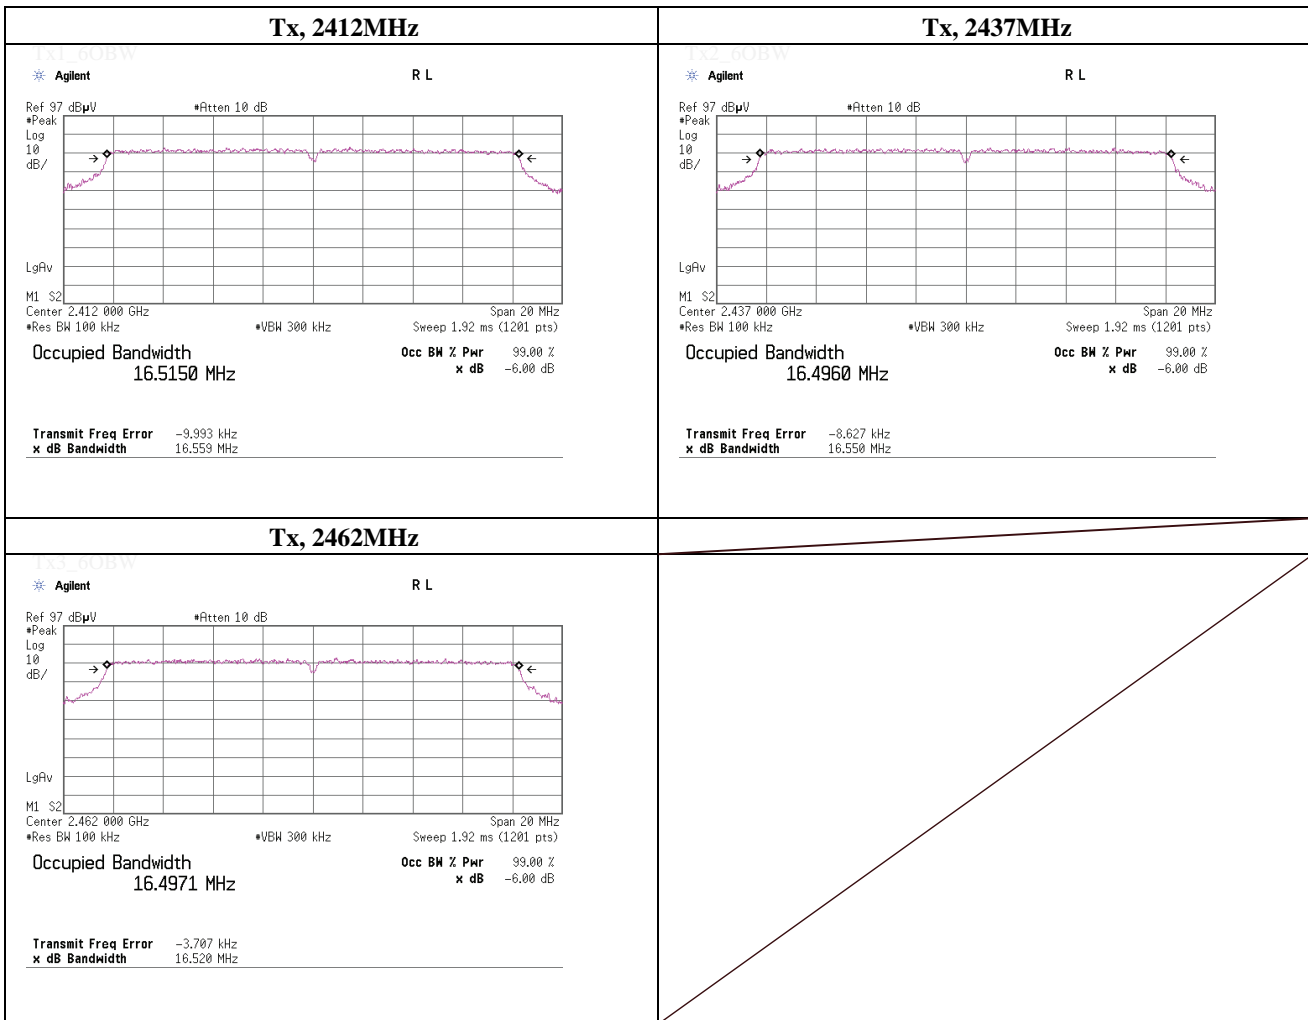 Tx, 2412MHz
Tx1_6OBW
Agilent R L
Ref 97 dBµV #Atten 10 dB
#Peak
Log
10
dB/
LgAv
M1 S2
Center 2.412 000 GHz Span 20 MHz
#Res BW 100 kHz #VBW 300 kHz Sweep 1.92 ms (1201 pts)
Occupied Bandwidth Occ BW % Pwr 99.00 %
16.5150 MHz x dB -6.00 dB
Transmit Freq Error -9.993 kHz
x dB Bandwidth 16.559 MHz
Tx, 2437MHz
Tx2_6OBW
Agilent R L
Ref 97 dBµV #Atten 10 dB
#Peak
Log
10
dB/
LgAv
M1 S2
Center 2.437 000 GHz Span 20 MHz
#Res BW 100 kHz #VBW 300 kHz Sweep 1.92 ms (1201 pts)
Occupied Bandwidth Occ BW % Pwr 99.00 %
16.4960 MHz x dB -6.00 dB
Transmit Freq Error -8.627 kHz
x dB Bandwidth 16.550 MHz
Tx, 2462MHz
Tx3_6OBW
Agilent R L
Ref 97 dBµV #Atten 10 dB
#Peak
Log
10
dB/
LgAv
M1 S2
Center 2.462 000 GHz Span 20 MHz
#Res BW 100 kHz #VBW 300 kHz Sweep 1.92 ms (1201 pts)
Occupied Bandwidth Occ BW % Pwr 99.00 %
16.4971 MHz x dB -6.00 dB
Transmit Freq Error -3.707 kHz
x dB Bandwidth 16.520 MHz